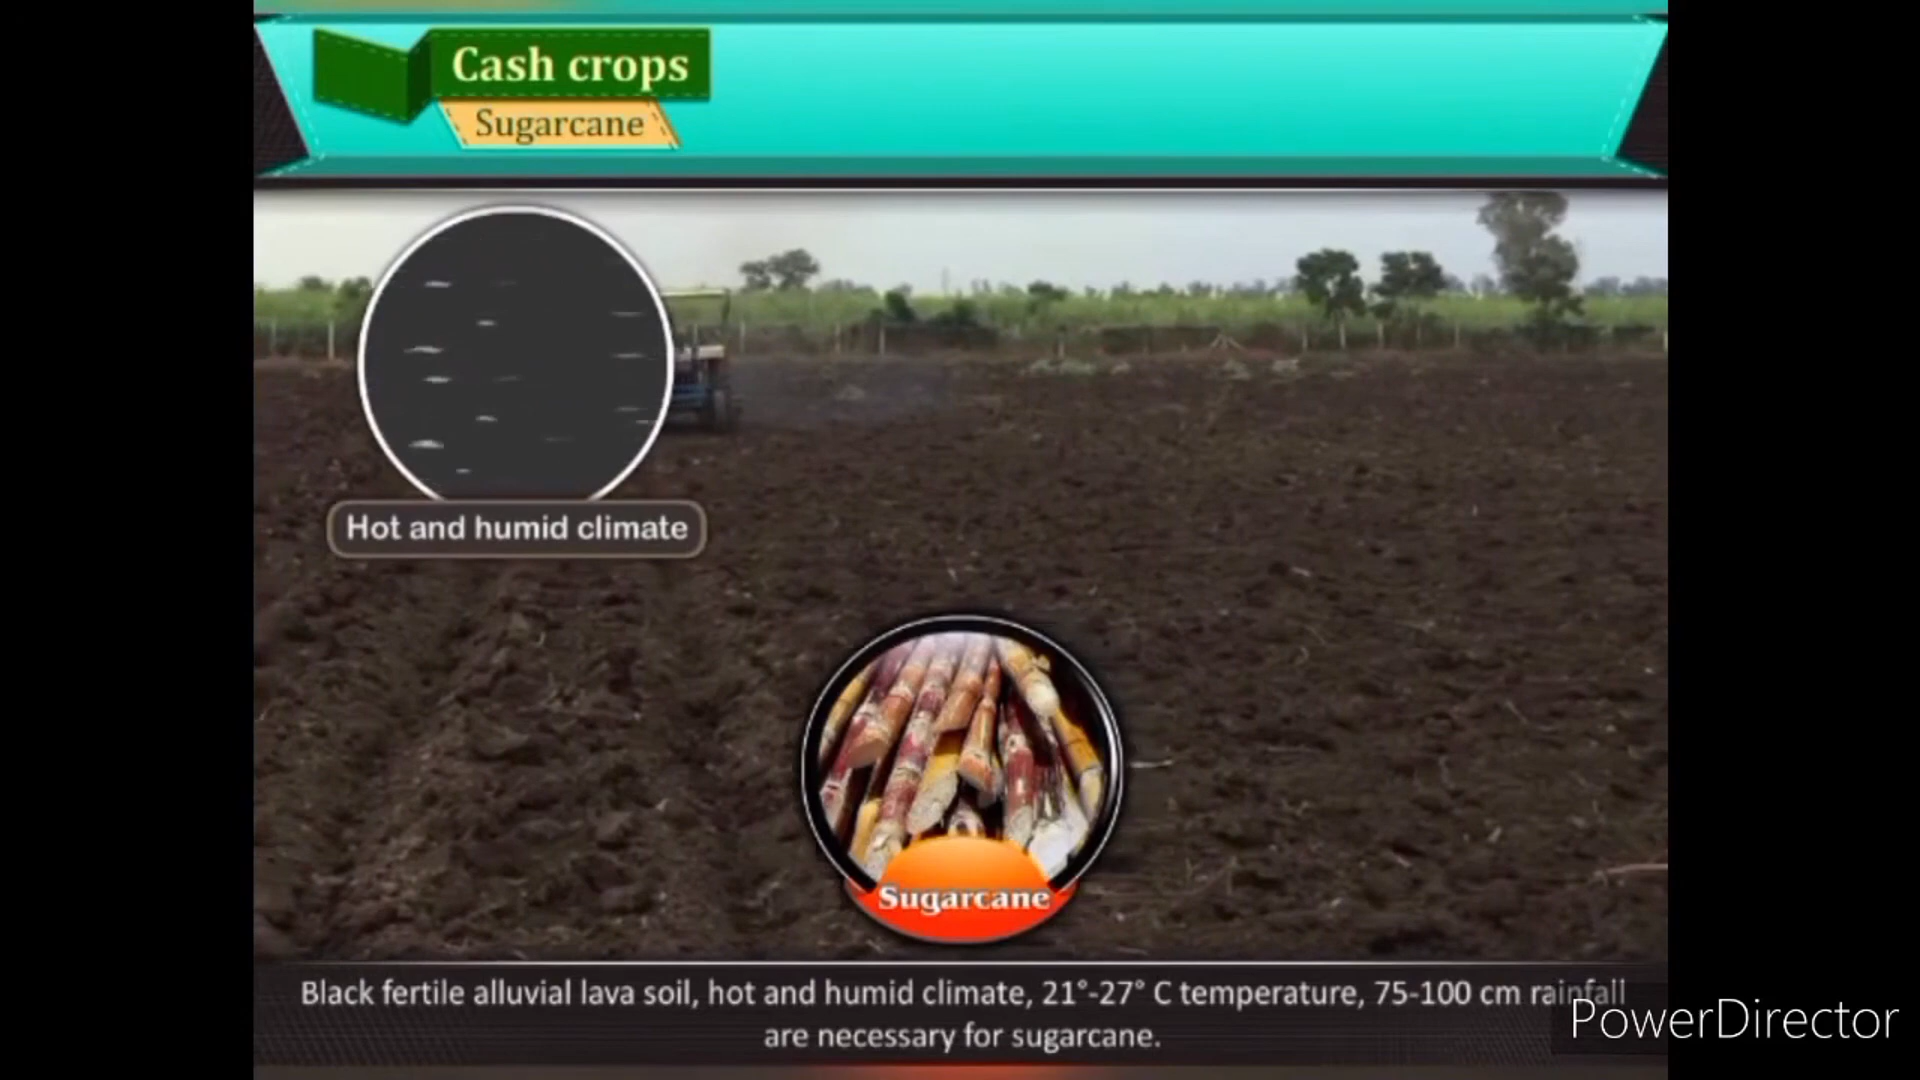 Cash crops
Sugarcane
Hot and humid climate
Sugarcane
Black fertile alluvial lava soil, hot and humid climate, 21°-27° C temperature, 75-100 cm rainfall
are necessary for sugarcane.
PowerDirector